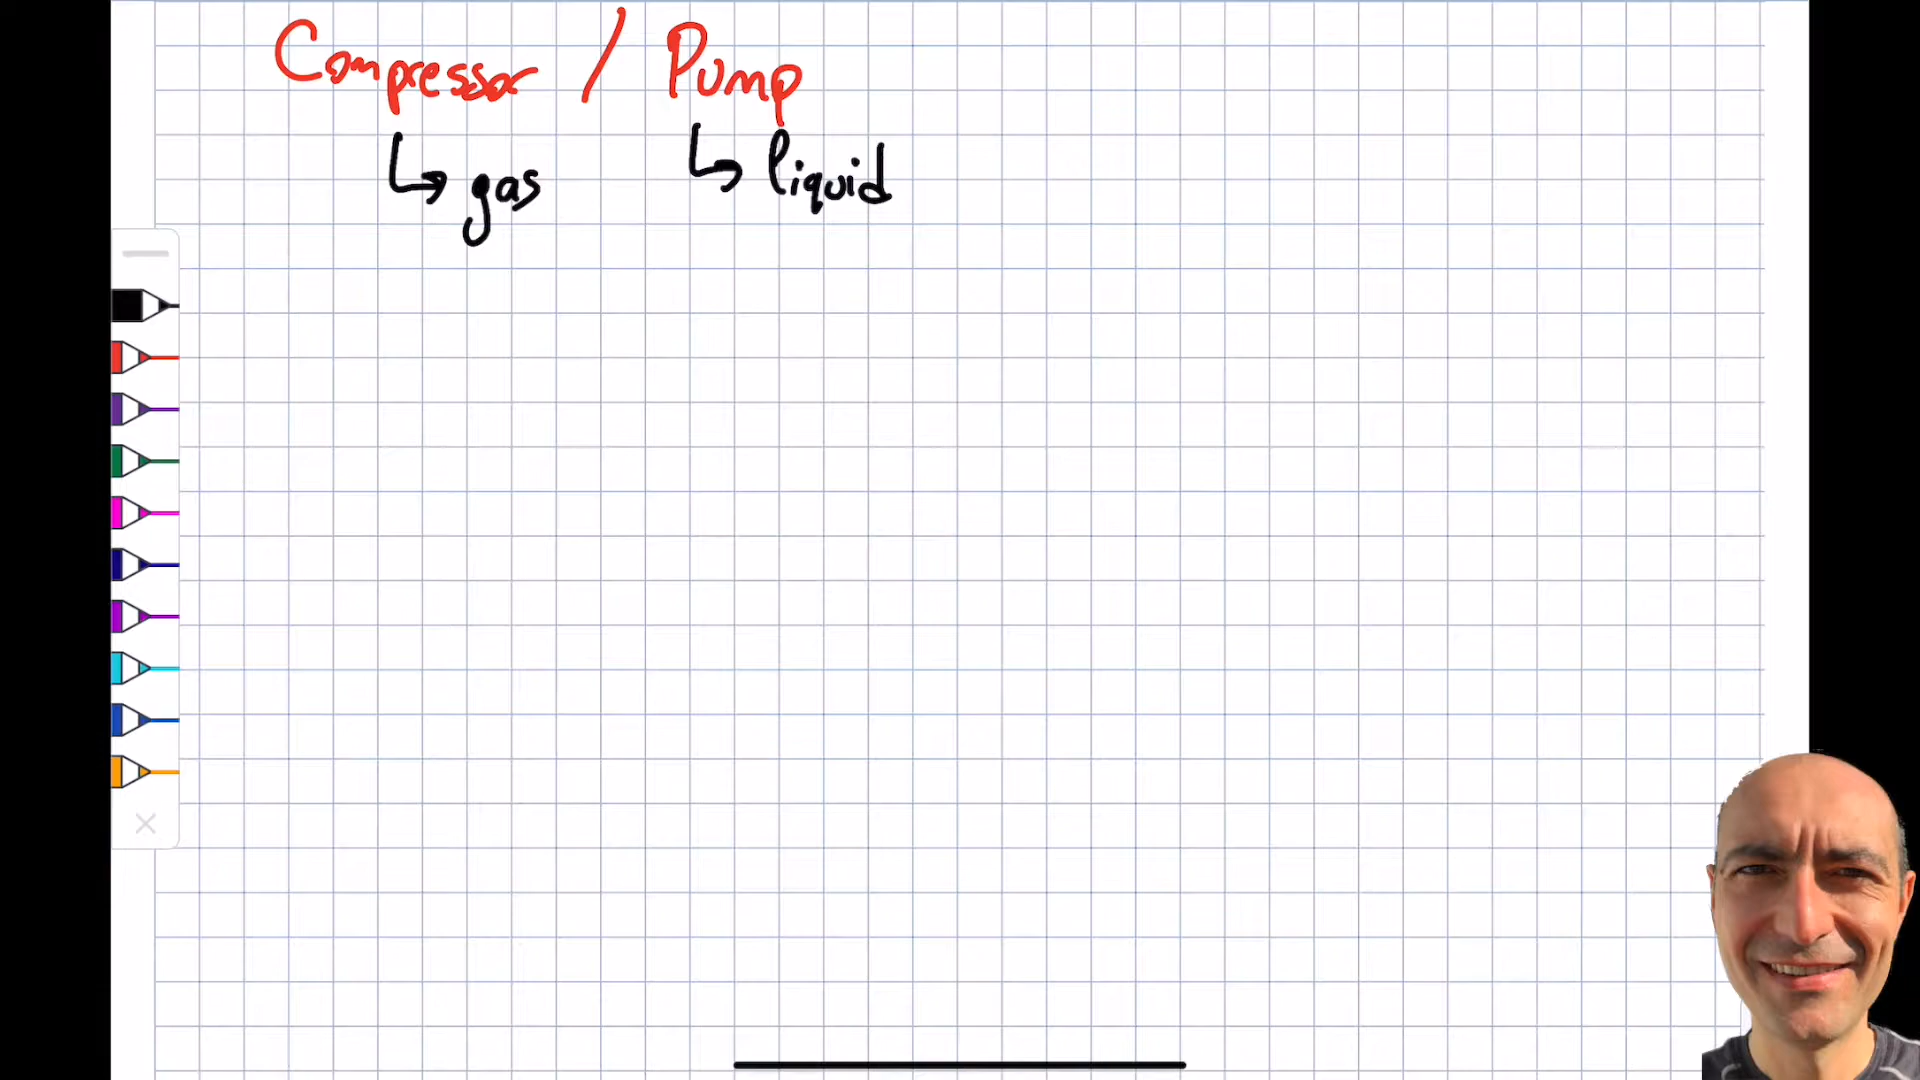 Compressor / Pump
↳ gas ↳ liquid